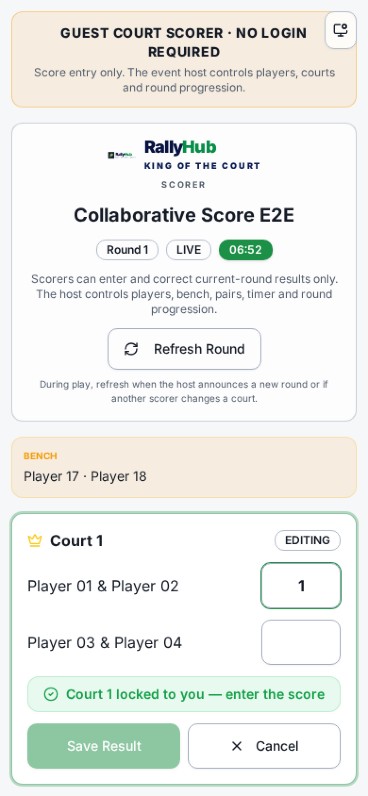 GUEST COURT SCORER · NO LOGIN
REQUIRED
Score entry only. The event host controls players, courts
and round progression.
RallyHub
RallyHub
KING OF THE COURT
SCORER
Collaborative Score E2E
Round 1 LIVE 06:52
Scorers can enter and correct current-round results only.
The host controls players, bench, pairs, timer and round
progression.
Refresh Round
During play, refresh when the host announces a new round or if
another scorer changes a court.
BENCH
Player 17 · Player 18
Court 1 EDITING
Player 01 & Player 02 1
Player 03 & Player 04
Court 1 locked to you — enter the score
Save Result Cancel